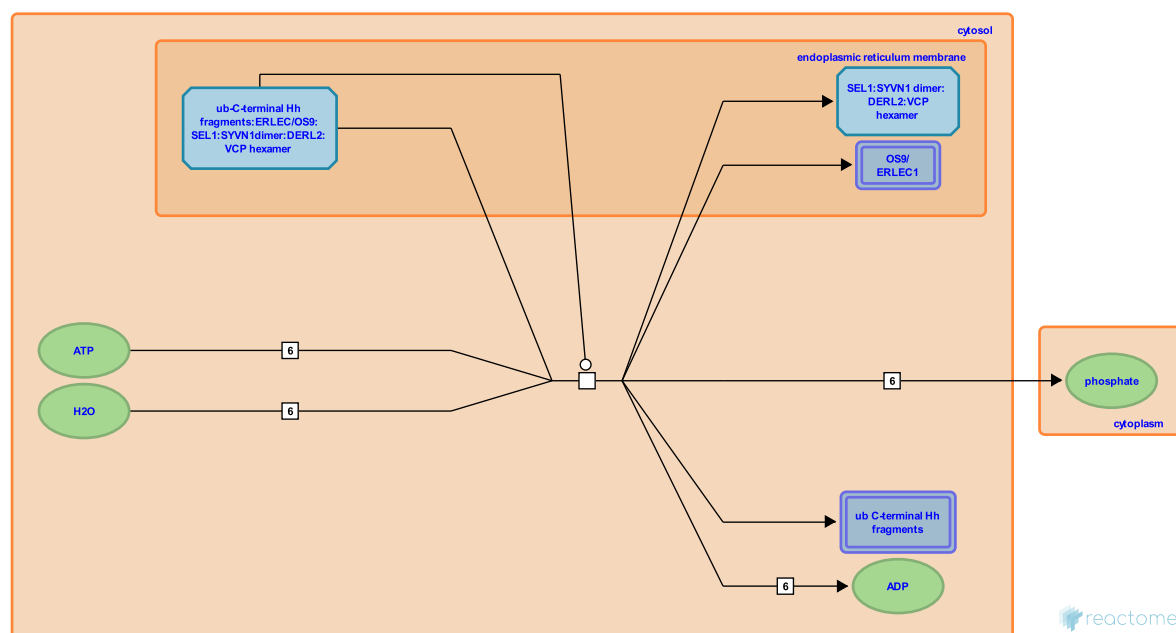 cytosol
endoplasmic reticulum membrane
ub-C-terminal Hh
fragments:ERLEC/OS9:
SEL1:SYVN1dimer:DERL2:
VCP hexamer
SEL1:SYVN1 dimer:
DERL2:VCP
hexamer
OS9/
ERLEC1
ATP
6
H2O
6
6
phosphate
cytoplasm
ub C-terminal Hh
fragments
6
ADP
reactome